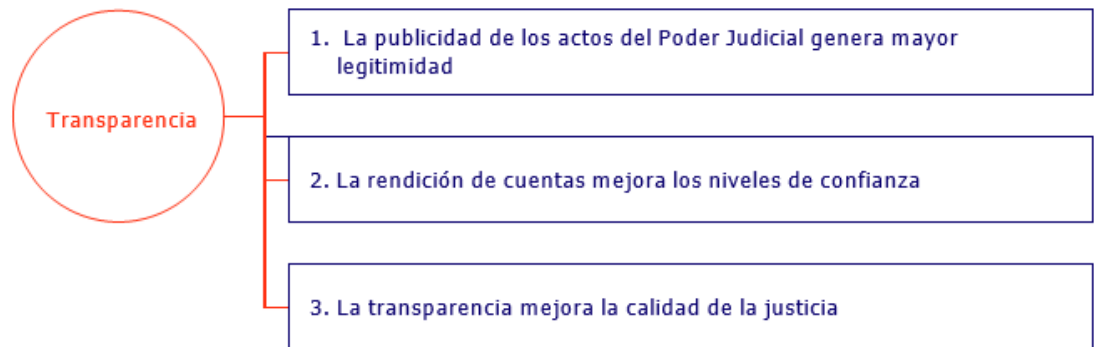 Transparencia
1. La publicidad de los actos del Poder Judicial genera mayor
legitimidad
2. La rendición de cuentas mejora los niveles de confianza
3. La transparencia mejora la calidad de la justicia